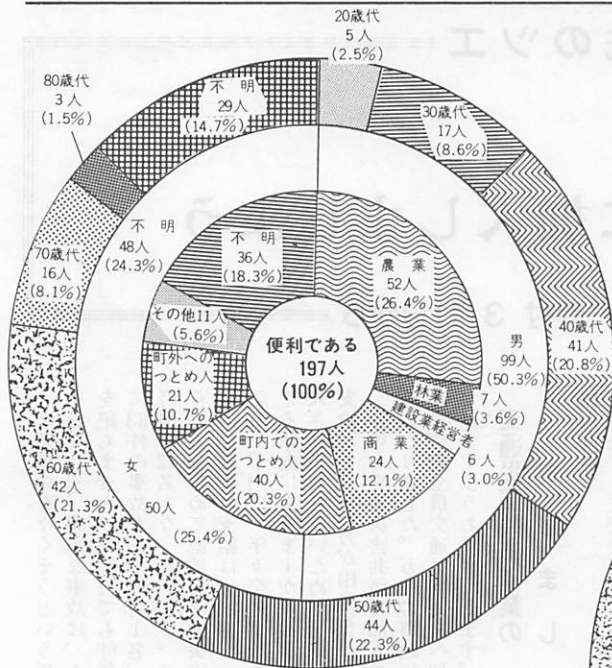 20歳代
5人
(2.5%)
30歳代
17人
(8.6%)
40歳代
41人
(20.8%)
50歳代
44人
(22.3%)
60歳代
42人
(21.3%)
70歳代
16人
(8.1%)
80歳代
3人
(1.5%)
不明
29人
(14.7%)
男
99人
(50.3%)
女
50人
(25.4%)
不明
48人
(24.3%)
農業
52人
(26.4%)
林業
7人
(3.6%)
建設業経営者
6人
(3.0%)
商業
24人
(12.1%)
町内での
つとめ人
40人
(20.3%)
町外への
つとめ人
21人
(10.7%)
その他11人
(5.6%)
不明
36人
(18.3%)
便利である
197人
(100%)